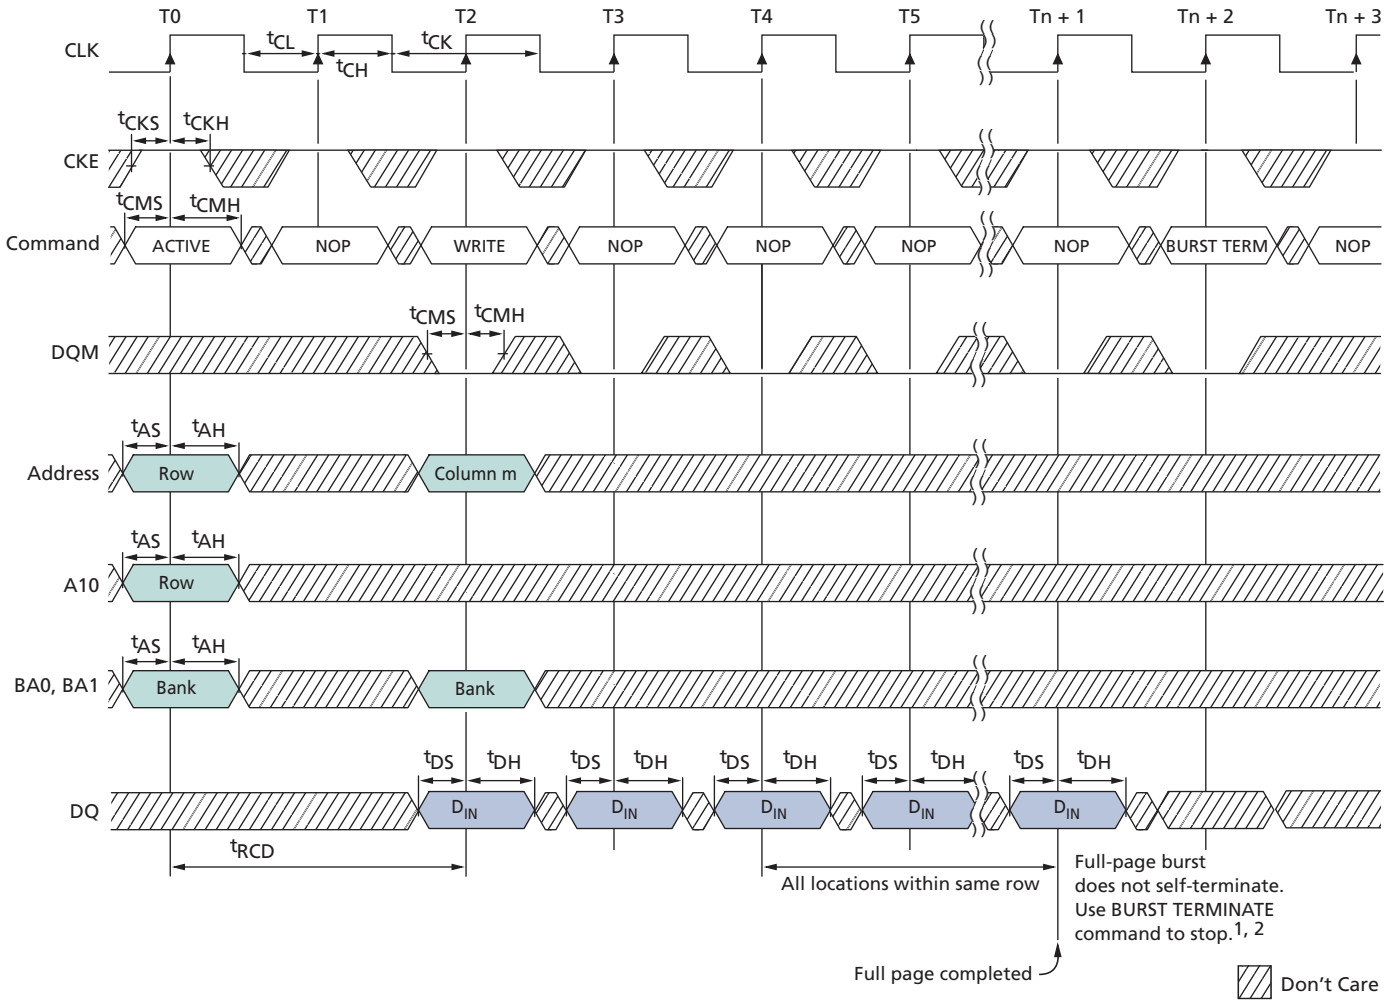 T0 T1 T2 T3 T4 T5 Tn + 1 Tn + 2 Tn + 3
CLK
tCL
tCH
tCK
tCKS tCKH
CKE
tCMS tCMH
Command ACTIVE NOP WRITE NOP NOP NOP NOP BURST TERM NOP
tCMS tCMH
DQM
tAS tAH
Address Row Column m
tAS tAH
A10 Row
tAS tAH
BA0, BA1 Bank Bank
tDS tDH tDS tDH tDS tDH tDS tDH tDS tDH
DQ DIN DIN DIN DIN DIN
tRCD
All locations within same row
Full-page burst
does not self-terminate.
Use BURST TERMINATE
command to stop.1, 2
Full page completed
Don't Care